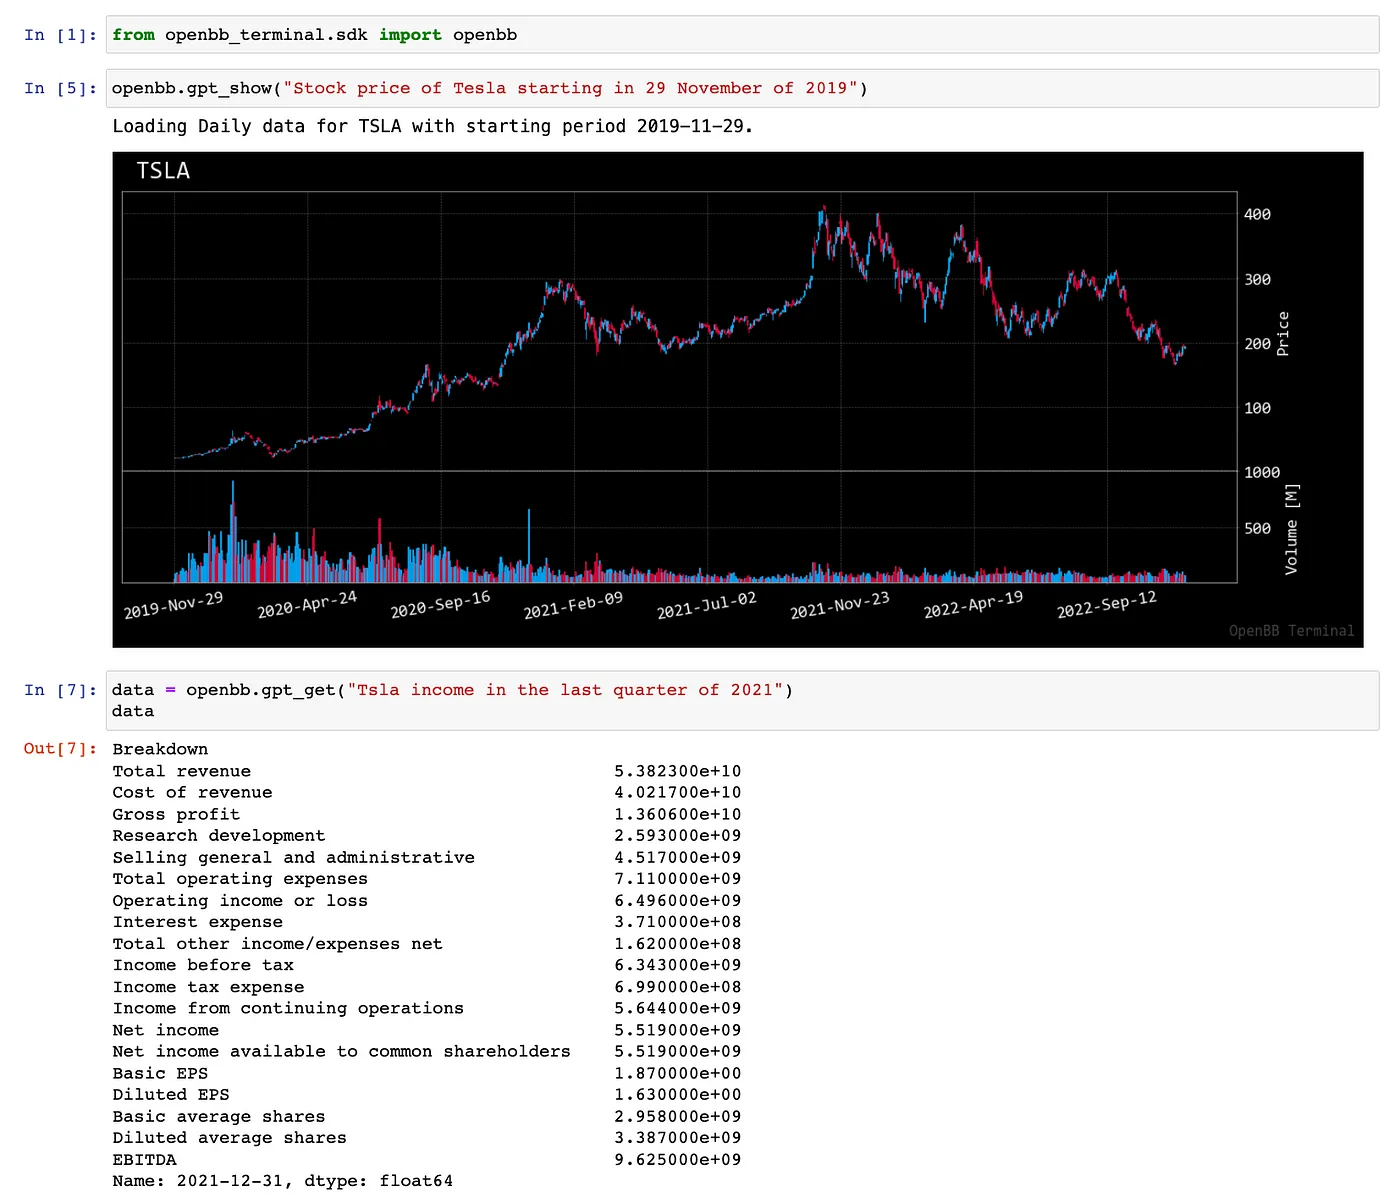 In [1]: from openbb_terminal.sdk import openbb
In [5]: openbb.gpt_show("Stock price of Tesla starting in 29 November of 2019")
Loading Daily data for TSLA with starting period 2019-11-29.
TSLA
400
300
200
100
Price
1000
500
Volume [M]
2019-Nov-29 2020-Apr-24 2020-Sep-16 2021-Feb-09 2021-Jul-02 2021-Nov-23 2022-Apr-19 2022-Sep-12
OpenBB Terminal
In [7]: data = openbb.gpt_get("Tsla income in the last quarter of 2021")
data
Out[7]: Breakdown
Total revenue 5.382300e+10
Cost of revenue 4.021700e+10
Gross profit 1.360600e+10
Research development 2.593000e+09
Selling general and administrative 4.517000e+09
Total operating expenses 7.110000e+09
Operating income or loss 6.496000e+09
Interest expense 3.710000e+08
Total other income/expenses net 1.620000e+08
Income before tax 6.343000e+09
Income tax expense 6.990000e+08
Income from continuing operations 5.644000e+09
Net income 5.519000e+09
Net income available to common shareholders 5.519000e+09
Basic EPS 1.870000e+00
Diluted EPS 1.630000e+00
Basic average shares 2.958000e+09
Diluted average shares 3.387000e+09
EBITDA 9.625000e+09
Name: 2021-12-31, dtype: float64